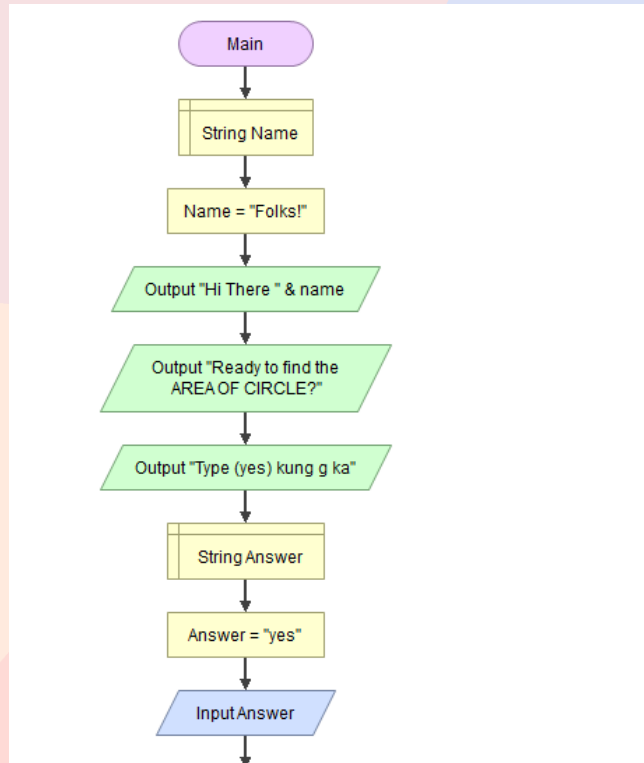 Main
String Name
Name = "Folks!"
Output "Hi There " & name
Output "Ready to find the
AREA OF CIRCLE?"
Output "Type (yes) kung g ka"
String Answer
Answer = "yes"
Input Answer